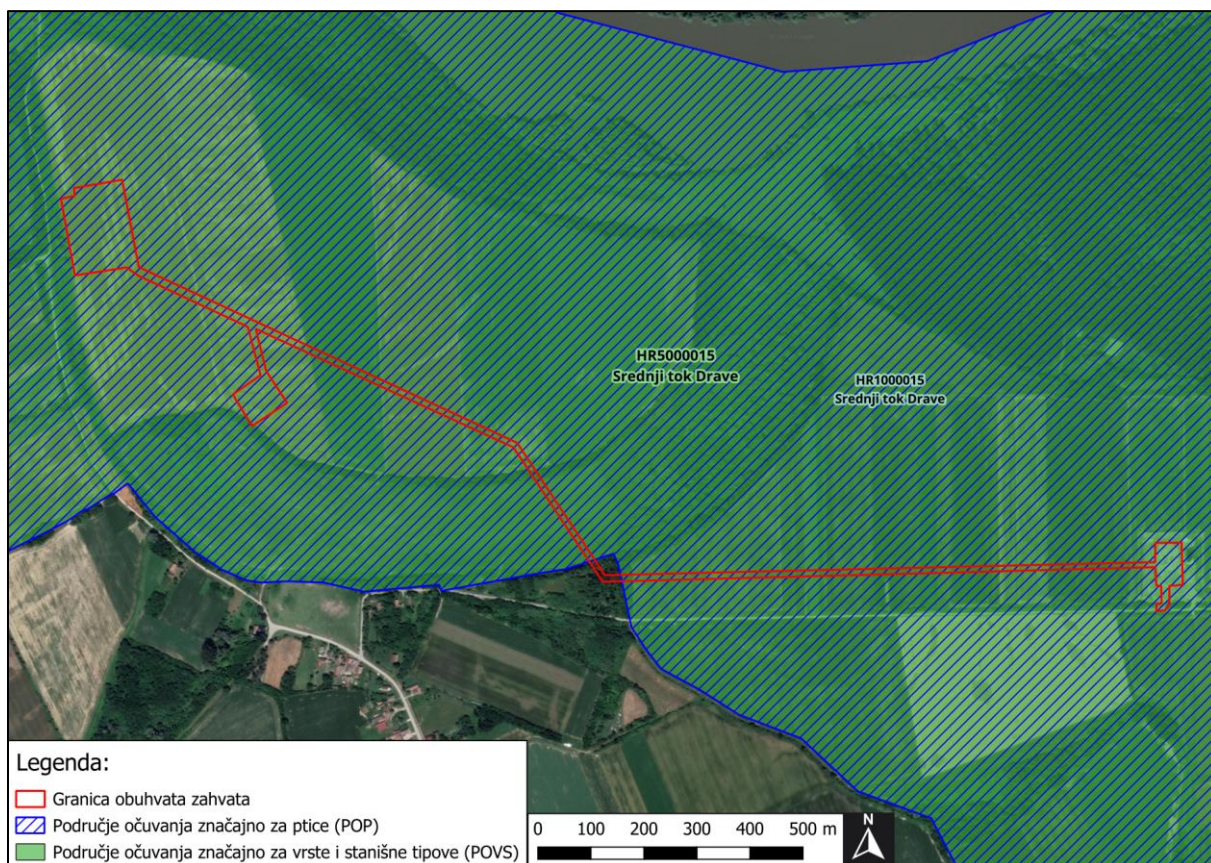 HR5000015
Srednji tok Drave
HR1000015
Srednji tok Drave
Legenda:
Granica obuhvata zahvata
Područje očuvanja značajno za ptice (POP)
Područje očuvanja značajno za vrste i stanišne tipove (POVS)
0 100 200 300 400 500 m
N